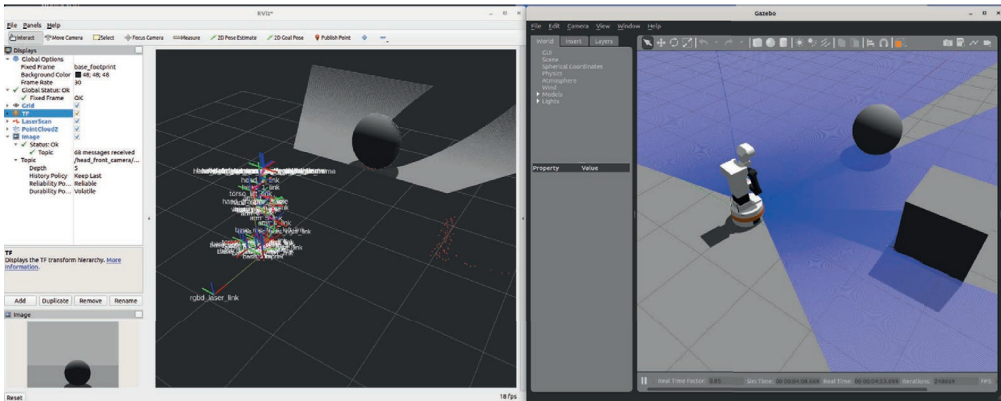 RViz*
File Panels Help
Interact Move Camera Select Focus Camera Measure 2D Pose Estimate 2D Goal Pose Publish Point
Displays
Global Options
Fixed Frame base_footprint
Background Color 48; 48; 48
Frame Rate 30
Global Status: Ok
Fixed Frame OK
Grid
TF
LaserScan
PointCloud2
Image
Status: Ok
Topic 68 messages received
Topic /head_front_camera/...
Depth 5
History Policy Keep Last
Reliability Po... Reliable
Durability Po... Volatile
TF
Displays the TF transform hierarchy. More
information.
Add Duplicate Remove Rename
Image
Reset
rgbd_laser_link
18 fps
Gazebo
File Edit Camera View Window Help
World Insert Layers
GUI
Scene
Spherical Coordinates
Physics
Atmosphere
Wind
Models
Lights
Property Value
Real Time Factor: 0.85 Sim Time: Real Time: Iterations: FPS: